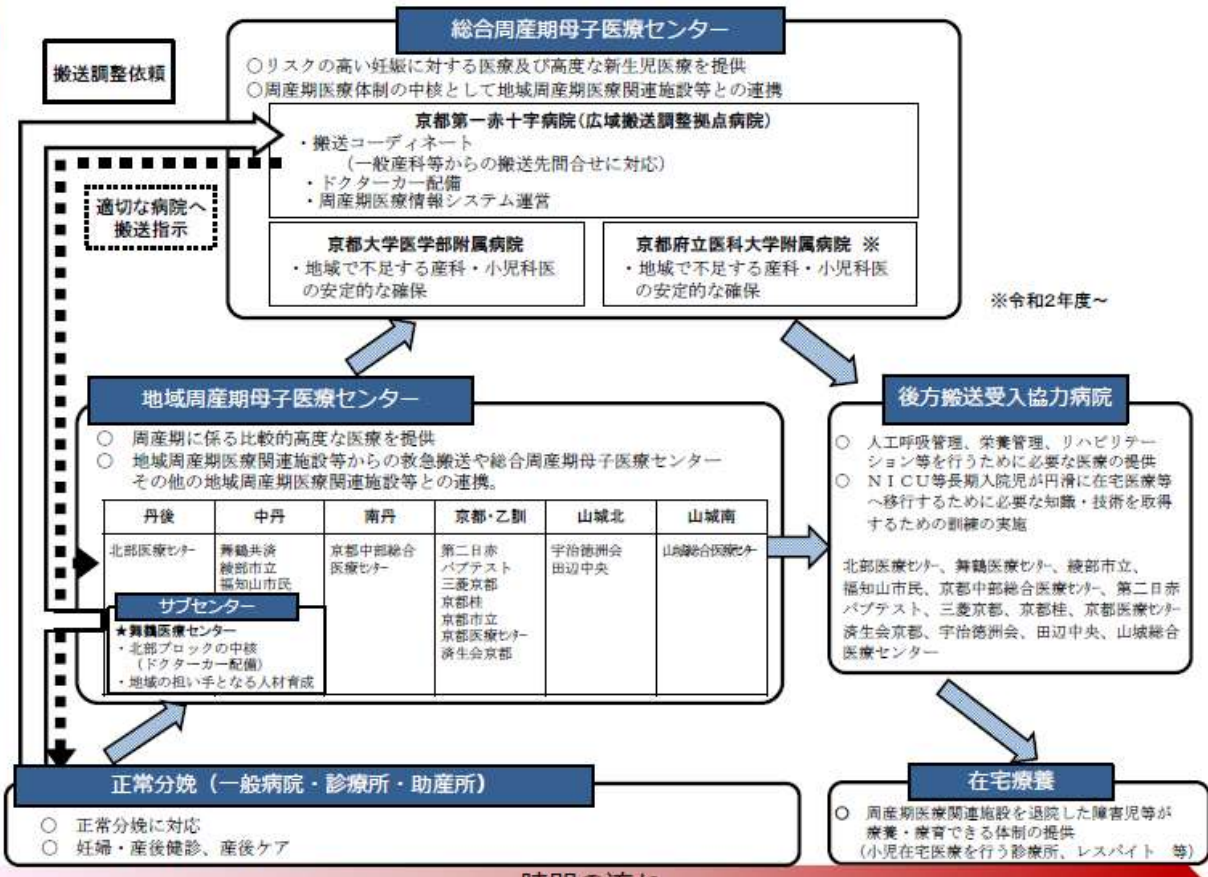 総合周産期母子医療センター
搬送調整依頼
○リスクの高い妊娠に対する医療及び高度な新生児医療を提供
○周産期医療体制の中核として地域周産期医療関連施設等との連携
京都第一赤十字病院(広域搬送調整拠点病院)
・搬送コーディネート
(一般産科等からの搬送先問合せに対応)
・ドクターカー配備
・周産期医療情報システム運営
適切な病院へ
搬送指示
京都大学医学部附属病院
・地域で不足する産科・小児科医
の安定的な確保
京都府立医科大学附属病院 ※
・地域で不足する産科・小児科医
の安定的な確保
※令和2年度~
地域周産期母子医療センター
○ 周産期に係る比較的高度な医療を提供
○ 地域周産期医療関連施設等からの救急搬送や総合周産期母子医療センター
その他の地域周産期医療関連施設等との連携。
丹後 中丹 南丹 京都・乙訓 山城北 山城南
北部医療センター
舞鶴共済
綾部市立
福知山市民
京都中部総合
医療センター
第二日赤
バプテスト
三菱京都
京都桂
京都市立
京都医療センター
済生会京都
宇治徳洲会
田辺中央
山城総合医療センター
サブセンター
★舞鶴医療センター
・北部ブロックの中核
(ドクターカー配備)
・地域の担い手となる人材育成
後方搬送受入協力病院
○ 人工呼吸管理、栄養管理、リハビリテー
ション等を行うために必要な医療の提供
○ NICU等長期入院児が円滑に在宅医療等
へ移行するために必要な知識・技術を取得
するための訓練の実施
北部医療センター、舞鶴医療センター、綾部市立、
福知山市民、京都中部総合医療センター、第二日赤
バプテスト、三菱京都、京都桂、京都医療センター
済生会京都、宇治徳洲会、田辺中央、山城総合
医療センター
正常分娩(一般病院・診療所・助産所)
○ 正常分娩に対応
○ 妊婦・産後健診、産後ケア
在宅療養
○ 周産期医療関連施設を退院した障害児等が
療養・療育できる体制の提供
(小児在宅医療を行う診療所、レスパイト 等)